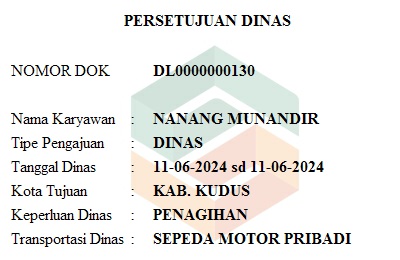 PERSETUJUAN DINAS
NOMOR DOK DL0000000130
Nama Karyawan : NANANG MUNANDIR
Tipe Pengajuan : DINAS
Tanggal Dinas : 11-06-2024 sd 11-06-2024
Kota Tujuan : KAB. KUDUS
Keperluan Dinas : PENAGIHAN
Transportasi Dinas : SEPEDA MOTOR PRIBADI